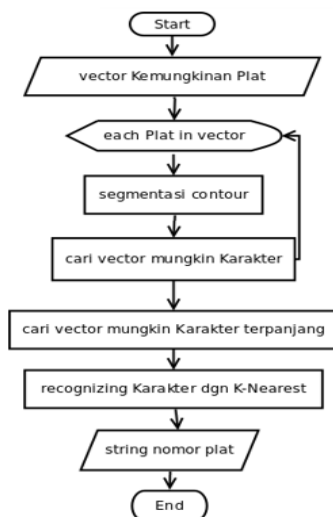 Start
vector Kemungkinan Plat
each Plat in vector
segmentasi contour
cari vector mungkin Karakter
cari vector mungkin Karakter terpanjang
recognizing Karakter dgn K-Nearest
string nomor plat
End